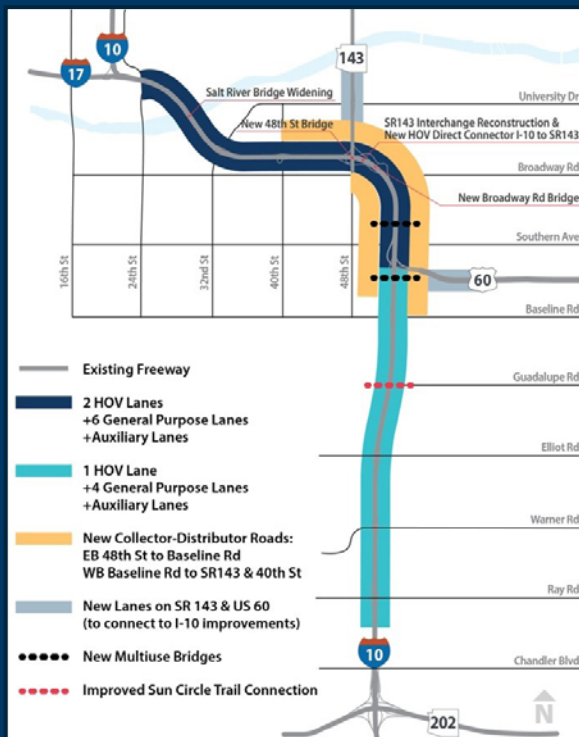 10
17
143
Salt River Bridge Widening
University Dr
New 48th St Bridge
SR143 Interchange Reconstruction &
New HOV Direct Connector I-10 to SR143
Broadway Rd
New Broadway Rd Bridge
Southern Ave
16th St
24th St
32nd St
40th St
48th St
60
Baseline Rd
Existing Freeway
Guadalupe Rd
2 HOV Lanes
+6 General Purpose Lanes
+Auxiliary Lanes
Elliot Rd
1 HOV Lane
+4 General Purpose Lanes
+Auxiliary Lanes
Warner Rd
New Collector-Distributor Roads:
EB 48th St to Baseline Rd
WB Baseline Rd to SR143 & 40th St
Ray Rd
New Lanes on SR 143 & US 60
(to connect to I-10 improvements)
New Multiuse Bridges
10
Chandler Blvd
Improved Sun Circle Trail Connection
202
N